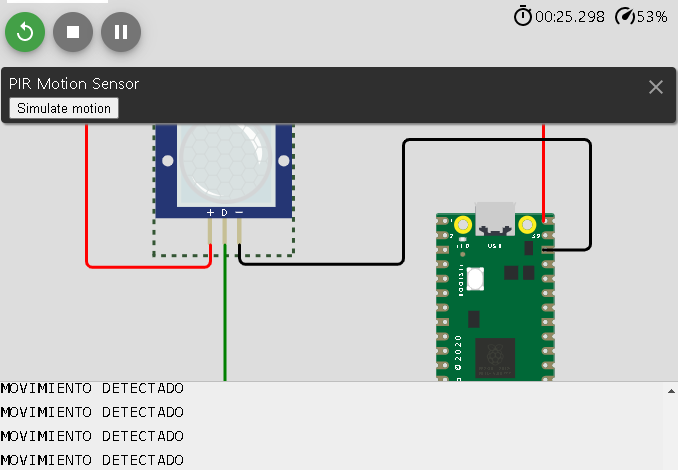 00:25.298 53%
PIR Motion Sensor
Simulate motion
+ D −
USB
© 2020
MOVIMIENTO DETECTADO
MOVIMIENTO DETECTADO
MOVIMIENTO DETECTADO
MOVIMIENTO DETECTADO